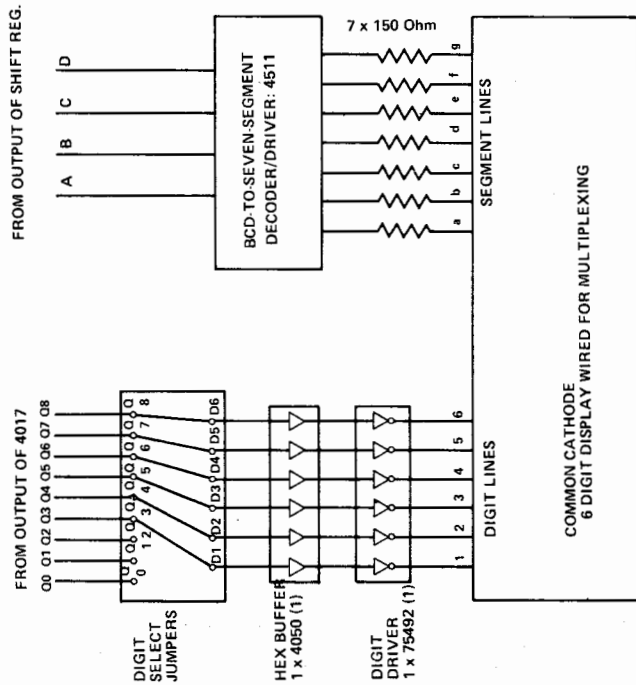 FROM OUTPUT OF SHIFT REG.
D
C
B
A
BCD-TO-SEVEN-SEGMENT
DECODER/DRIVER: 4511
7 x 150 Ohm
g
f
e
d
c
b
a
SEGMENT LINES
FROM OUTPUT OF 4017
Q0 Q1 Q2 Q3 Q4 Q5 Q6 Q7 Q8
Q Q Q Q Q Q Q Q Q
0 1 2 3 4 5 6 7 8
D1 D2 D3 D4 D5 D6
DIGIT
SELECT
JUMPERS
HEX BUFFER
1 x 4050 (1)
DIGIT
DRIVER
1 x 75492 (1)
1 2 3 4 5 6
DIGIT LINES
COMMON CATHODE
6 DIGIT DISPLAY WIRED FOR MULTIPLEXING